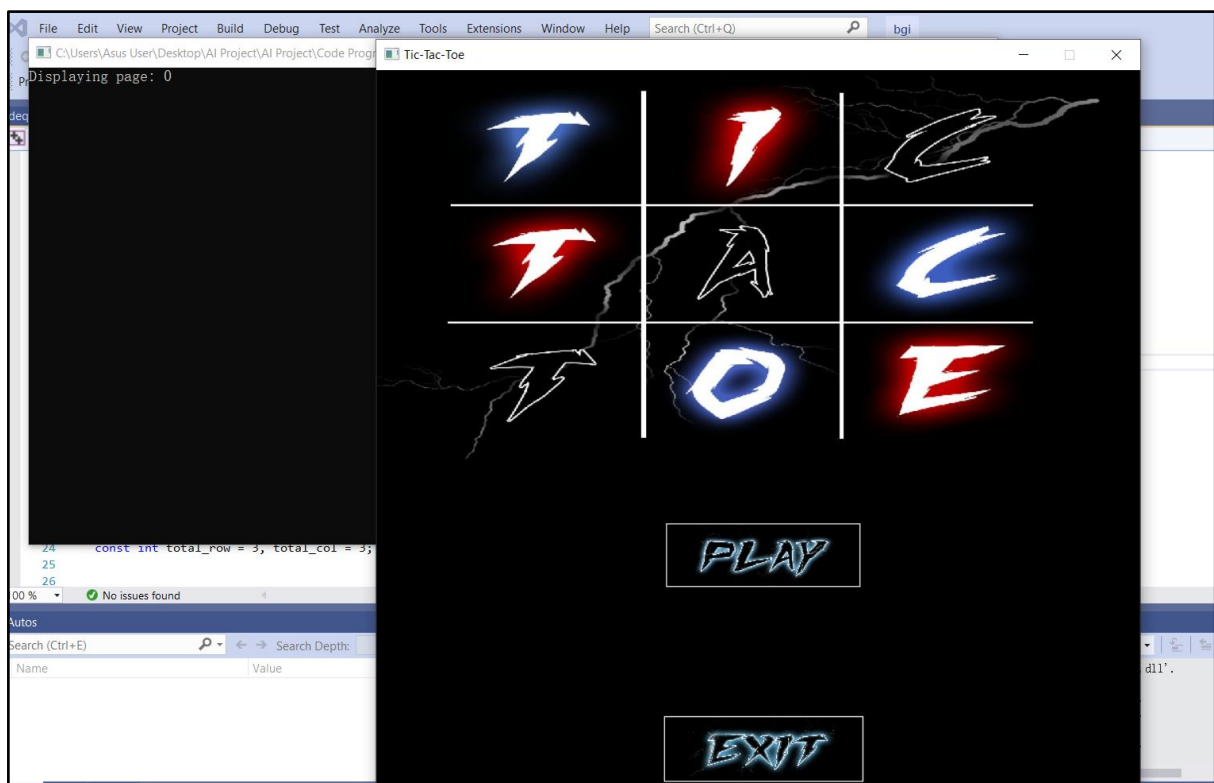 File Edit View Project Build Debug Test Analyze Tools Extensions Window Help Search (Ctrl+Q) bgi
C:\Users\Asus User\Desktop\AI Project\AI Project\Code Progr
Tic-Tac-Toe
Displaying page: 0
T I C
T A C
T O E
PLAY
EXIT
24 const int total_row = 3, total_col = 3;
25
26
00 % No issues found
Autos
Search (Ctrl+E) Search Depth:
Name Value
dll'.